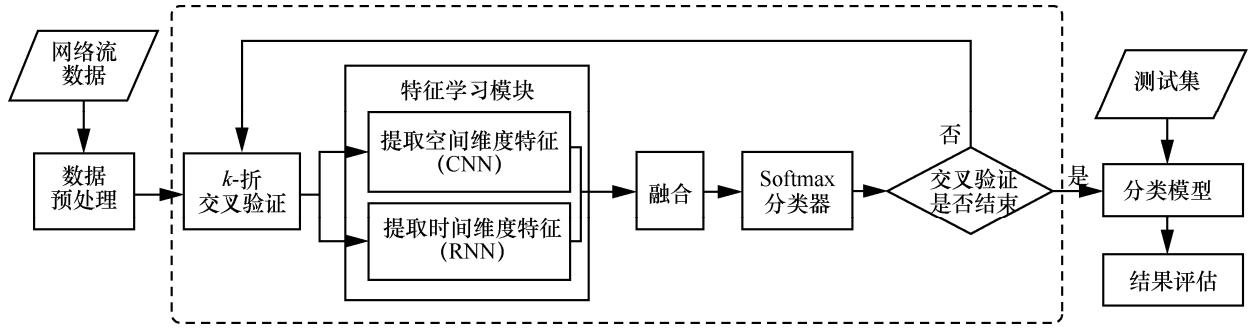 网络流
数据
数据
预处理
k-折
交叉验证
特征学习模块
提取空间维度特征
(CNN)
提取时间维度特征
(RNN)
融合
Softmax
分类器
否
交叉验证
是否结束
是
测试集
分类模型
结果评估